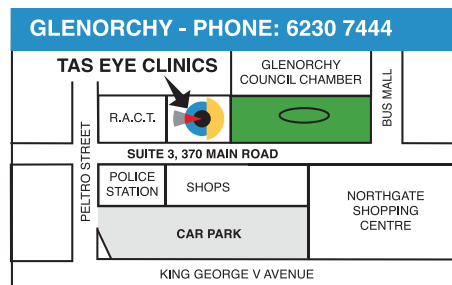 GLENORCHY - PHONE: 6230 7444
TAS EYE CLINICS
GLENORCHY
COUNCIL CHAMBER
BUS MALL
R.A.C.T.
SUITE 3, 370 MAIN ROAD
PELTRO STREET
POLICE
STATION
SHOPS
NORTHGATE
SHOPPING
CENTRE
CAR PARK
KING GEORGE V AVENUE